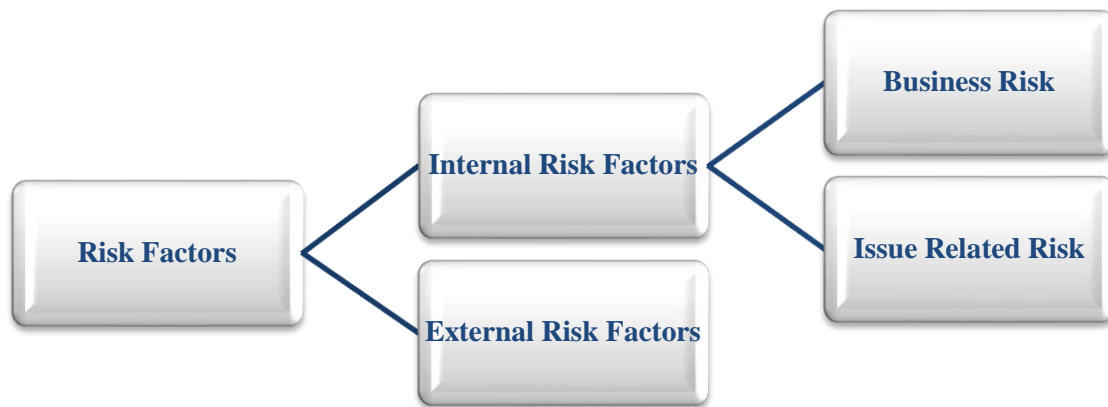 Risk Factors
Internal Risk Factors
External Risk Factors
Business Risk
Issue Related Risk